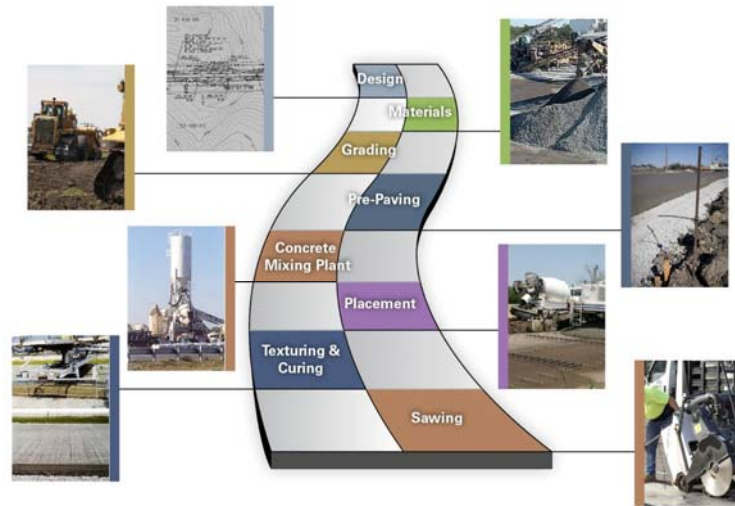 Design
Materials
Grading
Pre-Paving
Concrete
Mixing Plant
Placement
Texturing &
Curing
Sawing